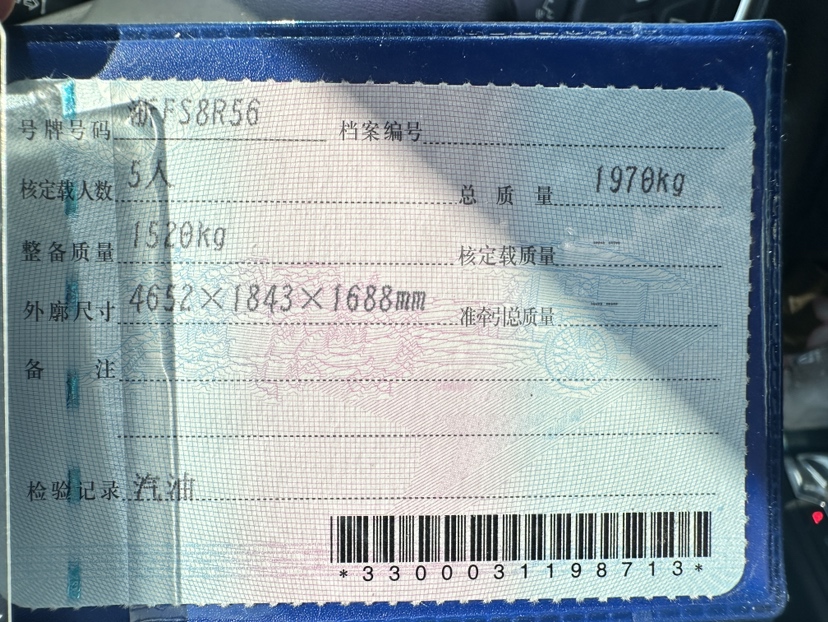 号牌号码 浙FS8R56 档案编号
核定载人数 5人 总质量 1970kg
整备质量 1520kg 核定载质量 -- --
外廓尺寸 4652×1843×1688mm 准牵引总质量 -- --
备注
检验记录 汽油
*3300031198713*